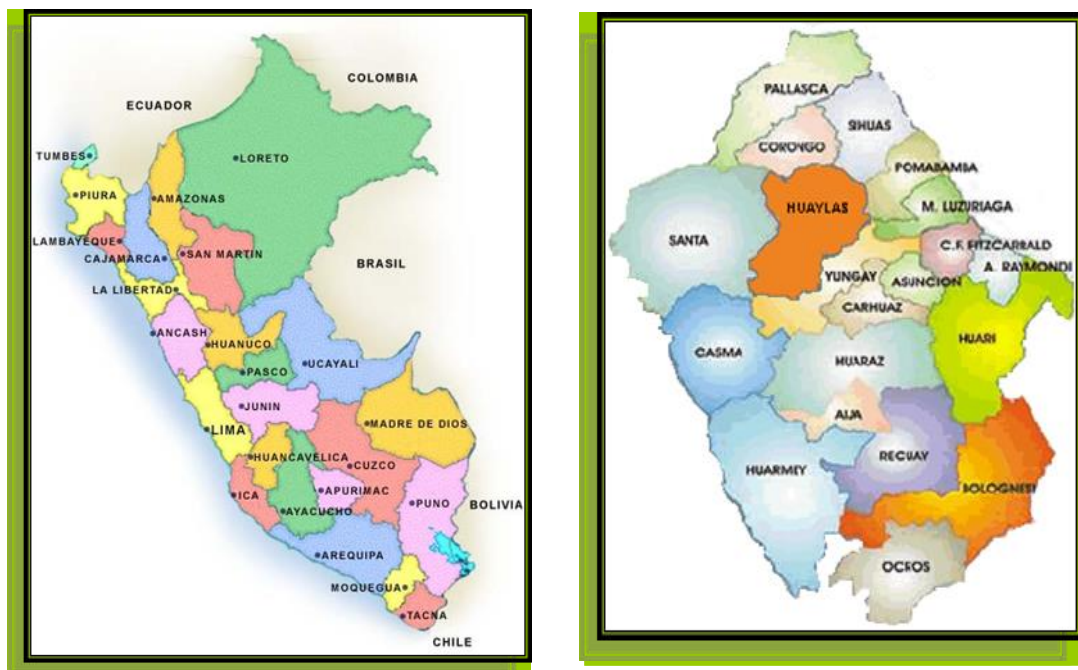 COLOMBIA
ECUADOR
TUMBES
LORETO
PIURA
AMAZONAS
LAMBAYEQUE
SAN MARTIN
CAJAMARCA
BRASIL
LA LIBERTAD
ANCASH
HUANUCO
UCAYALI
PASCO
JUNIN
LIMA
MADRE DE DIOS
HUANCAVELICA
CUZCO
ICA
APURIMAC
PUNO
BOLIVIA
AYACUCHO
AREQUIPA
MOQUEGUA
TACNA
CHILE
PALLASCA
SIHUAS
CORONGO
POMABAMBA
HUAYLAS
M. LUZURIAGA
SANTA
C.F. FITZCARRALD
A. RAYMONDI
YUNGAY
ASUNCION
CARHUAZ
HUARI
CASMA
HUARAZ
AIJA
RECUAY
HUARMEY
BOLOGNESI
OCROS